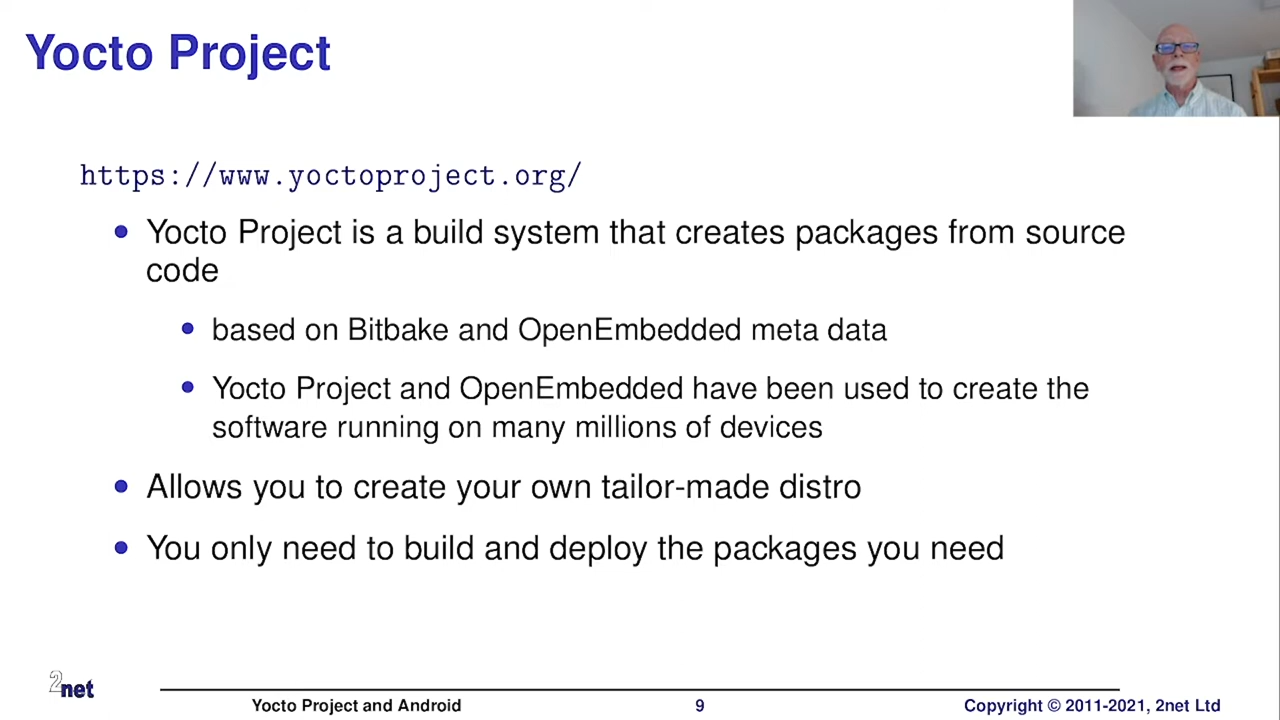 Yocto Project
https://www.yoctoproject.org/
Yocto Project is a build system that creates packages from source
code
based on Bitbake and OpenEmbedded meta data
Yocto Project and OpenEmbedded have been used to create the
software running on many millions of devices
Allows you to create your own tailor-made distro
You only need to build and deploy the packages you need
2net
Yocto Project and Android
9
Copyright © 2011-2021, 2net Ltd